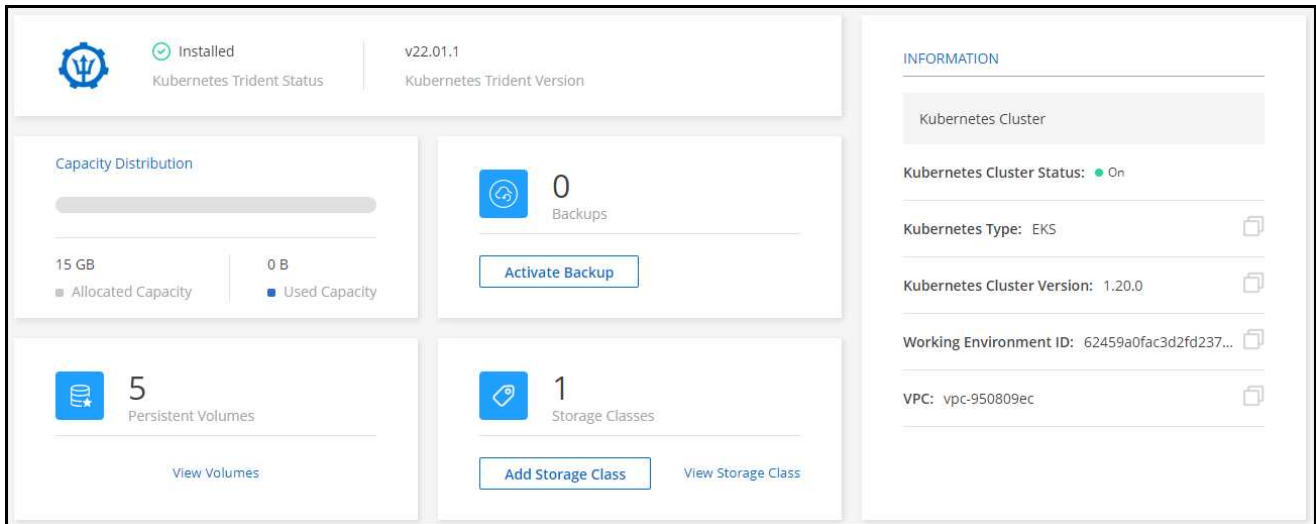 Installed
Kubernetes Trident Status
v22.01.1
Kubernetes Trident Version
Capacity Distribution
15 GB
Allocated Capacity
0 B
Used Capacity
0
Backups
Activate Backup
5
Persistent Volumes
View Volumes
1
Storage Classes
Add Storage Class
View Storage Class
INFORMATION
Kubernetes Cluster
Kubernetes Cluster Status: On
Kubernetes Type: EKS
Kubernetes Cluster Version: 1.20.0
Working Environment ID: 62459a0fac3d2fd237...
VPC: vpc-950809ec